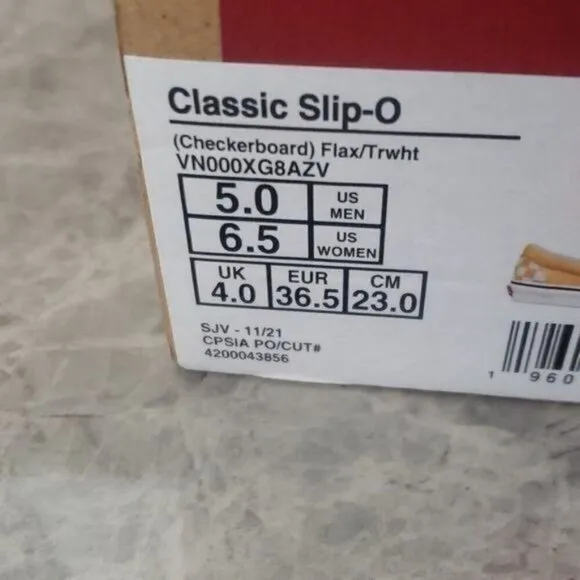 Classic Slip-O
(Checkerboard) Flax/Trwht
VN000XG8AZV
5.0 US MEN
6.5 US WOMEN
UK EUR CM
4.0 36.5 23.0
SJV - 11/21
CPSIA PO/CUT#
4200043856
1 960